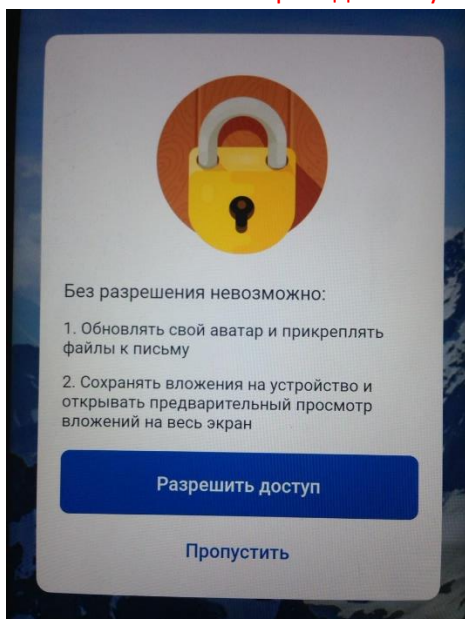 Без разрешения невозможно:
1. Обновлять свой аватар и прикреплять
файлы к письму
2. Сохранять вложения на устройство и
открывать предварительный просмотр
вложений на весь экран
Разрешить доступ
Пропустить